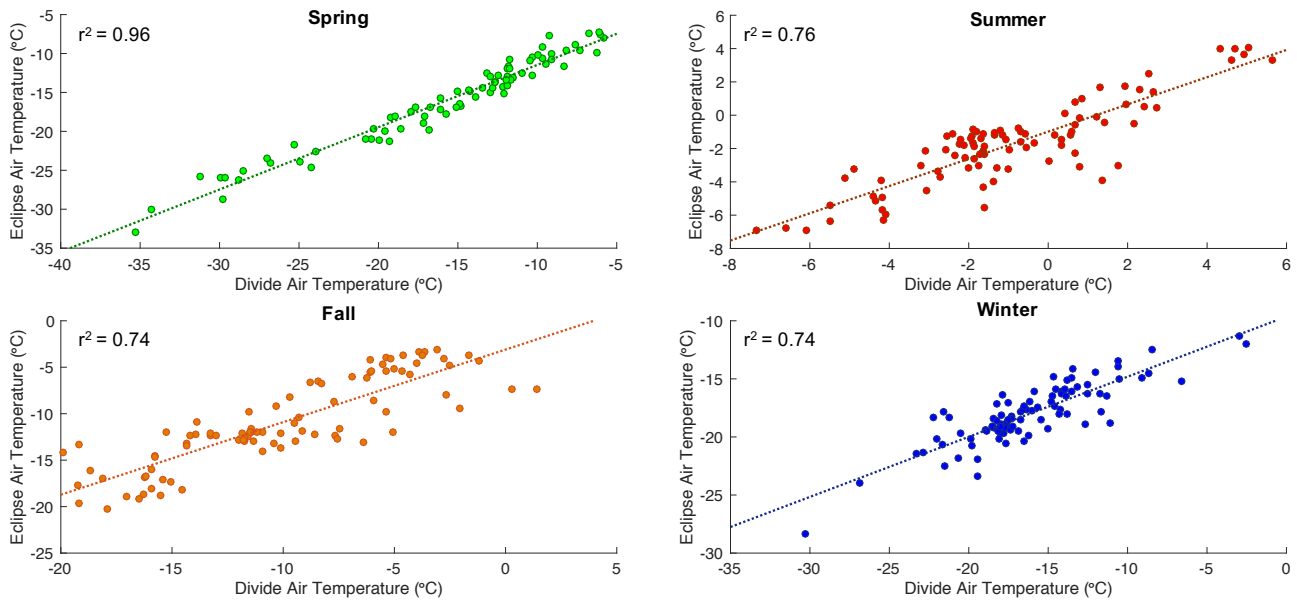 Spring
r² = 0.96
Eclipse Air Temperature (°C)
-5
-10
-15
-20
-25
-30
-35
-40 -35 -30 -25 -20 -15 -10 -5
Divide Air Temperature (°C)
Summer
r² = 0.76
Eclipse Air Temperature (°C)
6
4
2
0
-2
-4
-6
-8
-8 -6 -4 -2 0 2 4 6
Divide Air Temperature (°C)
Fall
r² = 0.74
Eclipse Air Temperature (°C)
0
-5
-10
-15
-20
-25
-20 -15 -10 -5 0 5
Divide Air Temperature (°C)
Winter
r² = 0.74
Eclipse Air Temperature (°C)
-10
-15
-20
-25
-30
-35 -30 -25 -20 -15 -10 -5 0
Divide Air Temperature (°C)